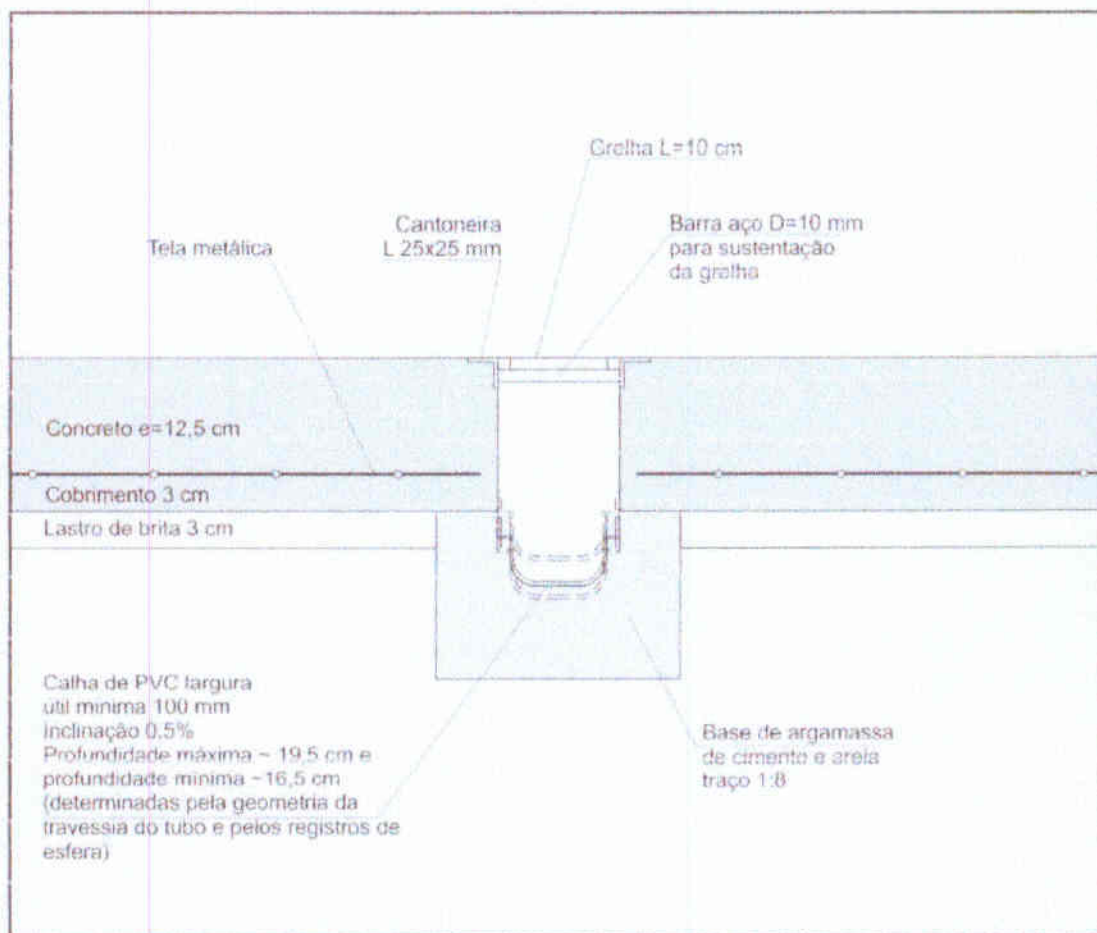 Grelha L=10 cm
Cantoneira
L 25x25 mm
Barra aço D=10 mm
para sustentação
da grelha
Tela metálica
Concreto e=12,5 cm
Cobrimento 3 cm
Lastro de brita 3 cm
Calha de PVC largura
útil mínima 100 mm
Inclinação 0.5%
Profundidade máxima ~ 19,5 cm e
profundidade mínima ~16,5 cm
(determinadas pela geometria da
travessia do tubo e pelos registros de
esfera)
Base de argamassa
de cimento e areia
traço 1:8